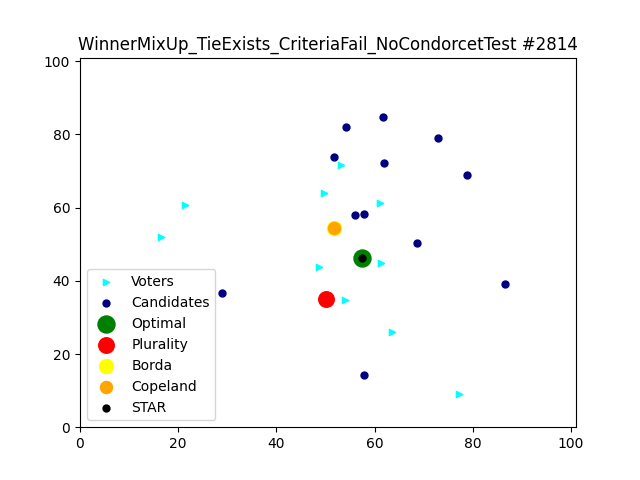 WinnerMixUp_TieExists_CriteriaFail_NoCondorcetTest #2814
100
80
60
40
20
0
Voters
Candidates
Optimal
Plurality
Borda
Copeland
STAR
0 20 40 60 80 100